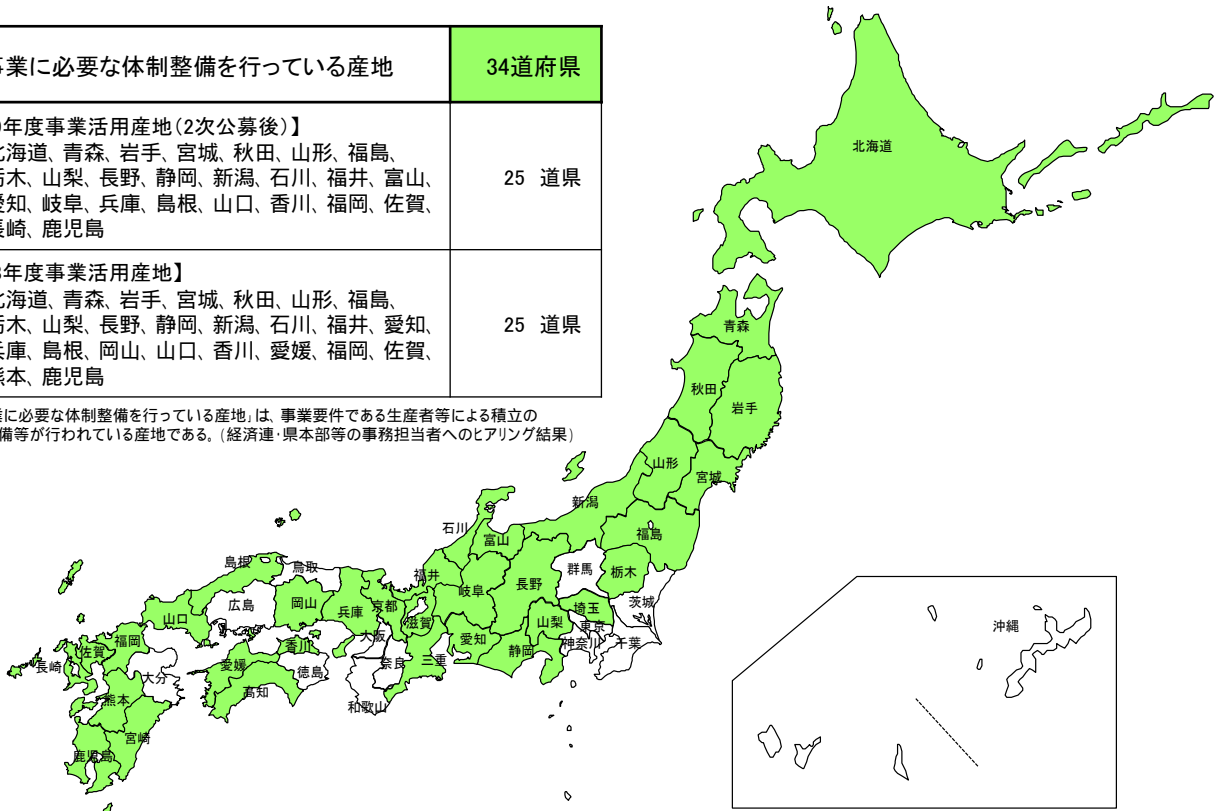 業に必要な体制整備を行っている産地 34道府県
年度事業活用産地(2次公募後)】
北海道、青森、岩手、宮城、秋田、山形、福島、
栃木、山梨、長野、静岡、新潟、石川、福井、富山、
愛知、岐阜、兵庫、島根、山口、香川、福岡、佐賀、
長崎、鹿児島
25 道県
年度事業活用産地】
北海道、青森、岩手、宮城、秋田、山形、福島、
栃木、山梨、長野、静岡、新潟、石川、福井、愛知、
兵庫、島根、岡山、山口、香川、愛媛、福岡、佐賀、
熊本、鹿児島
25 道県
に必要な体制整備を行っている産地」は、事業要件である生産者等による積立の
備等が行われている産地である。(経済連・県本部等の事務担当者へのヒアリング結果)
北海道
青森
秋田
岩手
山形
宮城
新潟
福島
石川
富山
群馬
栃木
茨城
島根
鳥取
福井
岐阜
長野
埼玉
広島
岡山
兵庫
京都
滋賀
山梨
東京
山口
香川
大阪
愛知
静岡
神奈川
千葉
福岡
佐賀
長崎
大分
愛媛
徳島
奈良
三重
高知
和歌山
熊本
宮崎
鹿児島
沖縄